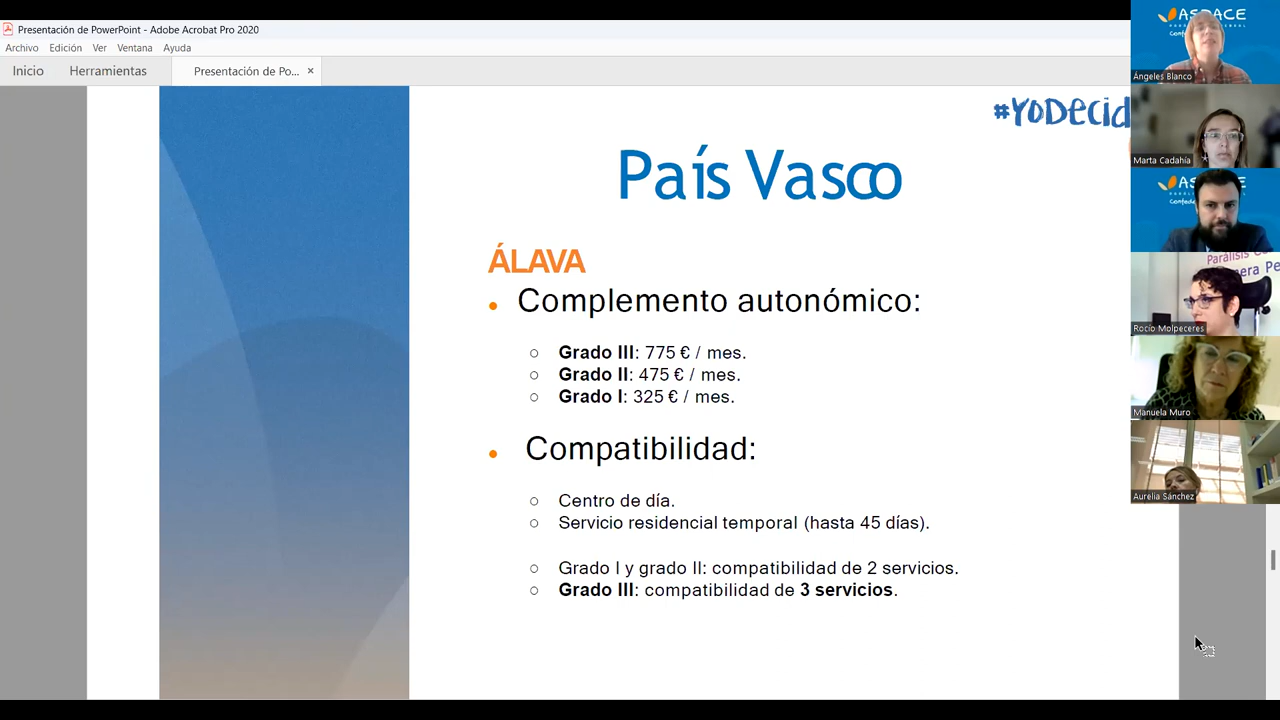 Presentación de PowerPoint - Adobe Acrobat Pro 2020
Archivo Edición Ver Ventana Ayuda
Inicio Herramientas Presentación de Po... ×
#YODecid
País Vasco
ÁLAVA
• Complemento autonómico:
○ Grado III: 775 € / mes.
○ Grado II: 475 € / mes.
○ Grado I: 325 € / mes.
• Compatibilidad:
○ Centro de día.
○ Servicio residencial temporal (hasta 45 días).
○ Grado I y grado II: compatibilidad de 2 servicios.
○ Grado III: compatibilidad de 3 servicios.
Ángeles Blanco
Marta Cadahía
Parálisis
Rocío Molpeceres
Manuela Muro
Aurelia Sánchez